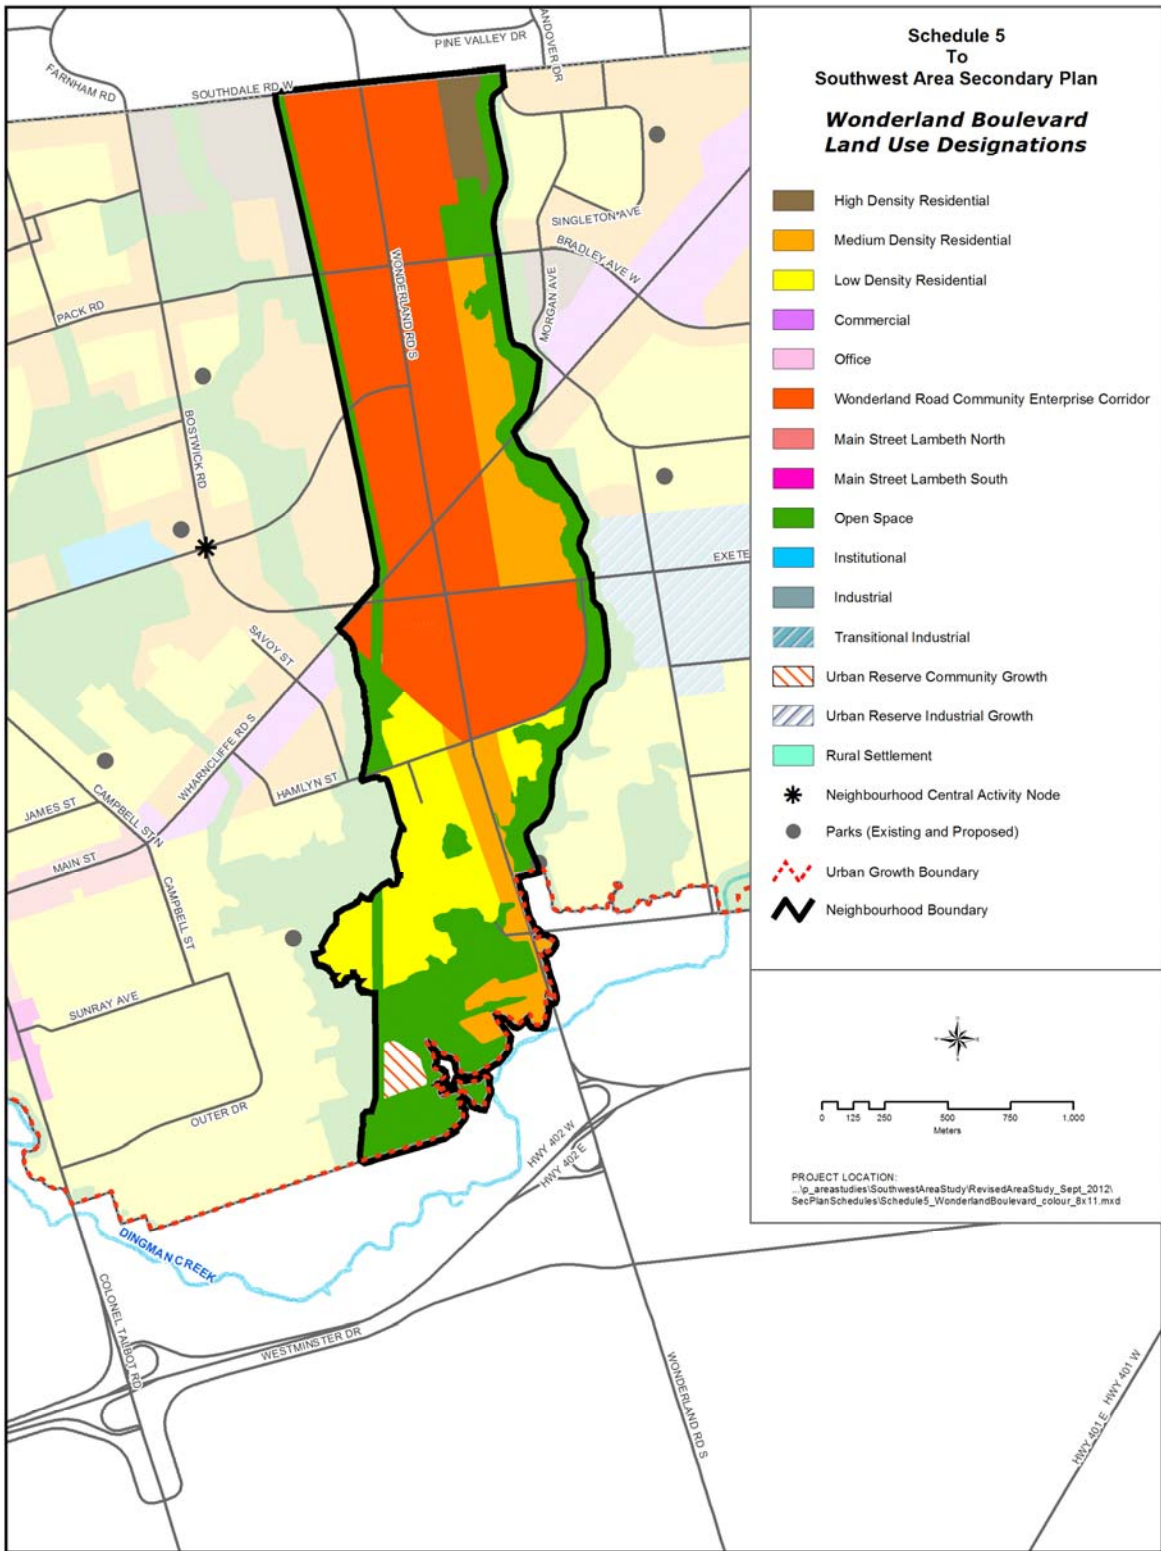 Schedule 5
To
Southwest Area Secondary Plan
Wonderland Boulevard
Land Use Designations
High Density Residential
Medium Density Residential
Low Density Residential
Commercial
Office
Wonderland Road Community Enterprise Corridor
Main Street Lambeth North
Main Street Lambeth South
Open Space
Institutional
Industrial
Transitional Industrial
Urban Reserve Community Growth
Urban Reserve Industrial Growth
Rural Settlement
Neighbourhood Central Activity Node
Parks (Existing and Proposed)
Urban Growth Boundary
Neighbourhood Boundary
0 125 250 500 750 1,000
Meters
PROJECT LOCATION:
...\p_areastudies\SouthwestAreaStudy\RevisedAreaStudy_Sept_2012\
SecPlanSchedules\Schedule5_WonderlandBoulevard_colour_8x11.mxd
PINE VALLEY DR
ANDOVER DR
FARNHAM RD
SOUTHDALE RD W
SINGLETON AVE
BRADLEY AVE W
WONDERLAND RD S
MORGAN AVE
PACK RD
BOSTWICK RD
EXETE
SAVOY ST
WHARNCLIFFE RD S
HAMLYN ST
JAMES ST
CAMPBELL ST N
MAIN ST
CAMPBELL ST
SUNRAY AVE
OUTER DR
HWY 402 W
HWY 402 E
DINGMAN CREEK
COLONEL TALBOT RD
WESTMINSTER DR
WONDERLAND RD S
HWY 401 W
HWY 401 E